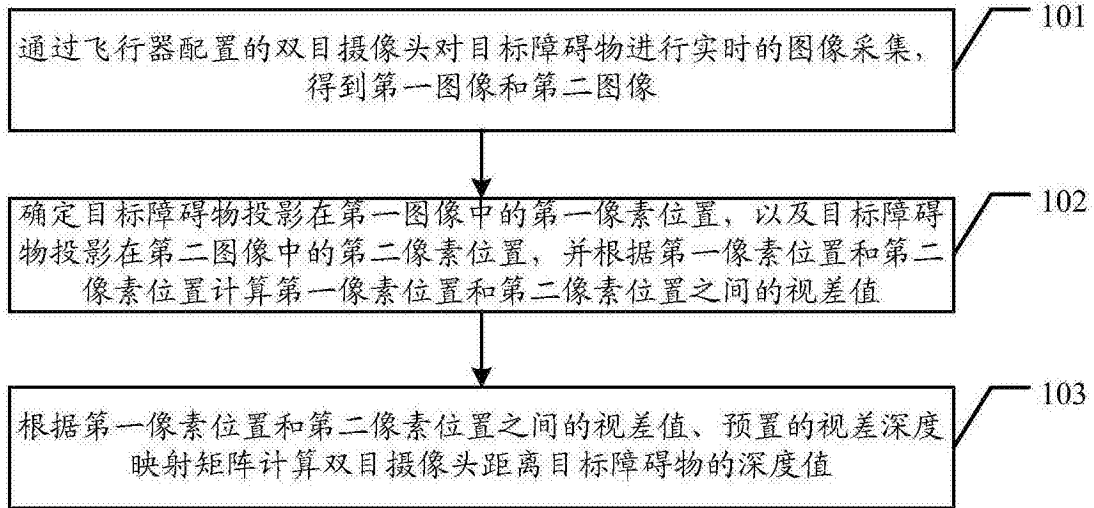 101
通过飞行器配置的双目摄像头对目标障碍物进行实时的图像采集,
得到第一图像和第二图像
102
确定目标障碍物投影在第一图像中的第一像素位置，以及目标障碍
物投影在第二图像中的第二像素位置，并根据第一像素位置和第二
像素位置计算第一像素位置和第二像素位置之间的视差值
103
根据第一像素位置和第二像素位置之间的视差值、预置的视差深度
映射矩阵计算双目摄像头距离目标障碍物的深度值